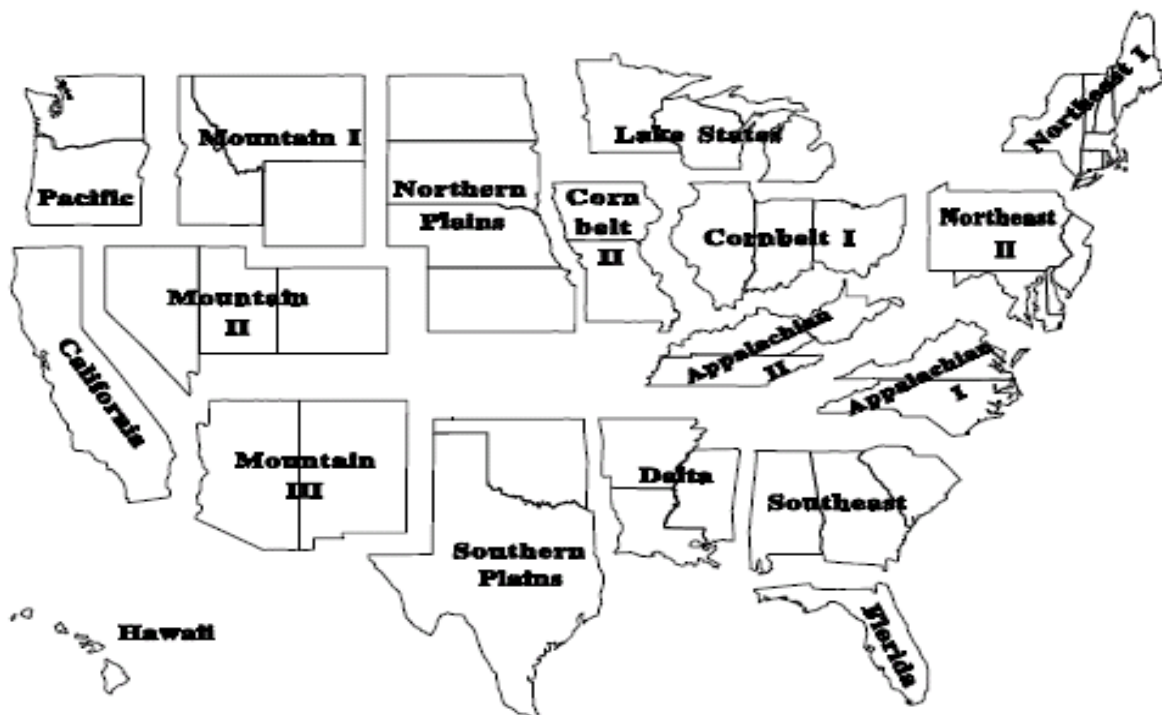 Northeast I
Mountain I
Lake States
Pacific
Northern
Plains
Corn
belt
II
Cornbelt I
Northeast
II
Mountain
II
California
Appalachian
II
Appalachian
I
Mountain
III
Delta
Southeast
Southern
Plains
Florida
Hawaii